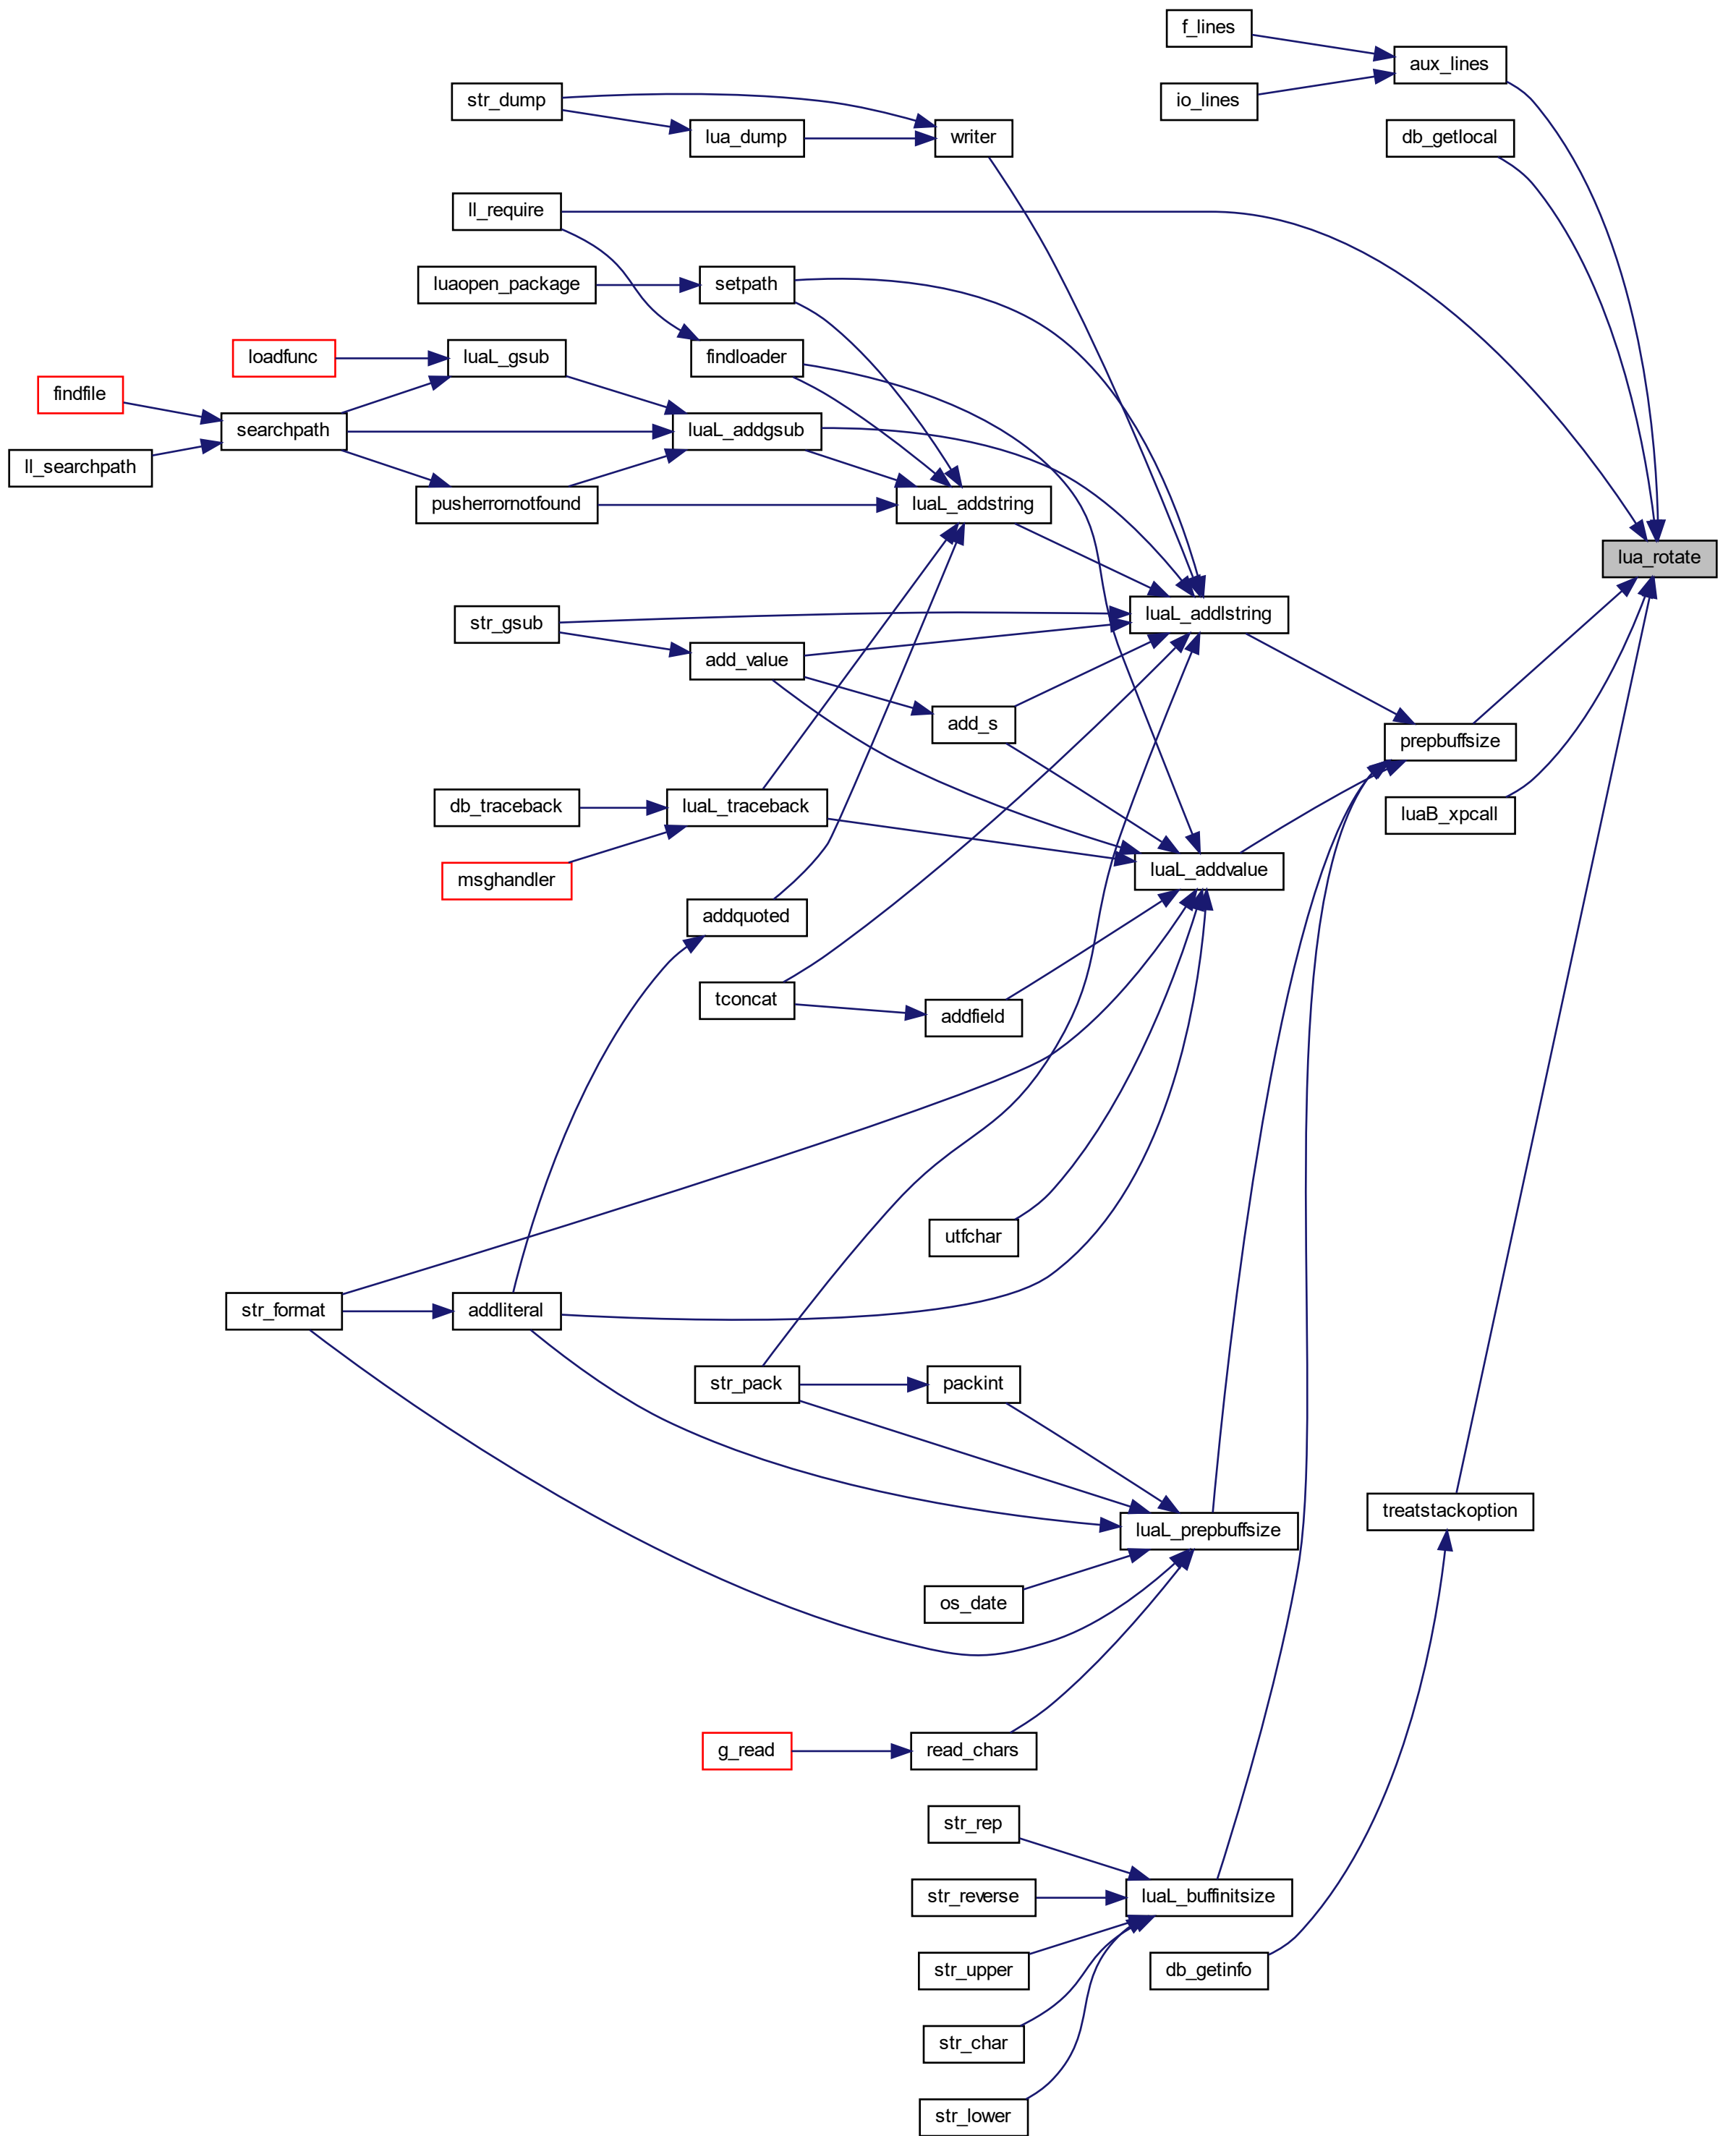 f_lines
aux_lines
str_dump
io_lines
lua_dump
writer
db_getlocal
ll_require
luaopen_package
setpath
loadfunc
luaL_gsub
findloader
findfile
searchpath
luaL_addgsub
ll_searchpath
pusherrornotfound
luaL_addstring
lua_rotate
str_gsub
luaL_addlstring
add_value
add_s
prepbuffsize
db_traceback
luaL_traceback
luaB_xpcall
msghandler
luaL_addvalue
addquoted
tconcat
addfield
utfchar
str_format
addliteral
str_pack
packint
treatstackoption
luaL_prepbuffsize
os_date
g_read
read_chars
str_rep
str_reverse
luaL_buffinitsize
str_upper
db_getinfo
str_char
str_lower